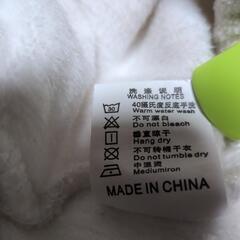 洗涤说明
WASHING NOTES
40摄氏度反底手洗
Warm water wash
不可漂白
Do not bleach
垂直晾干
Hang dry
不可转桶干衣
Do not tumble dry
中温烫
Mediumiron
MADE IN CHINA